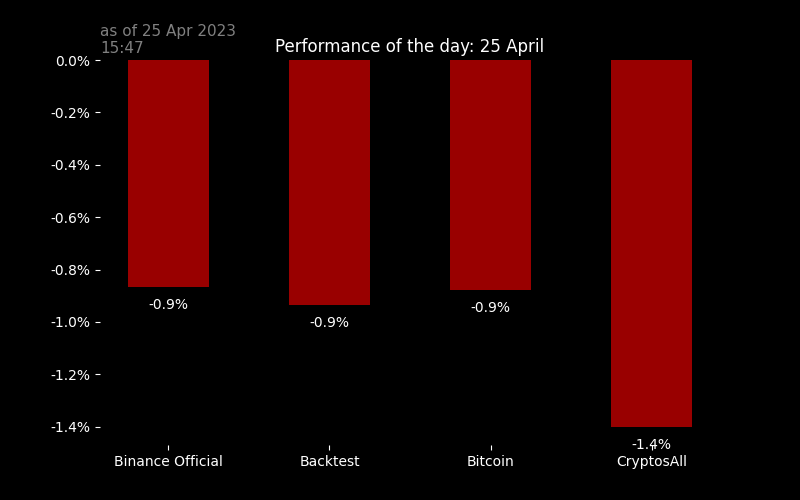 as of 25 Apr 2023
15:47
Performance of the day: 25 April
0.0%
-0.2%
-0.4%
-0.6%
-0.8%
-1.0%
-1.2%
-1.4%
-0.9%
-0.9%
-0.9%
-1.4%
Binance Official
Backtest
Bitcoin
CryptosAll